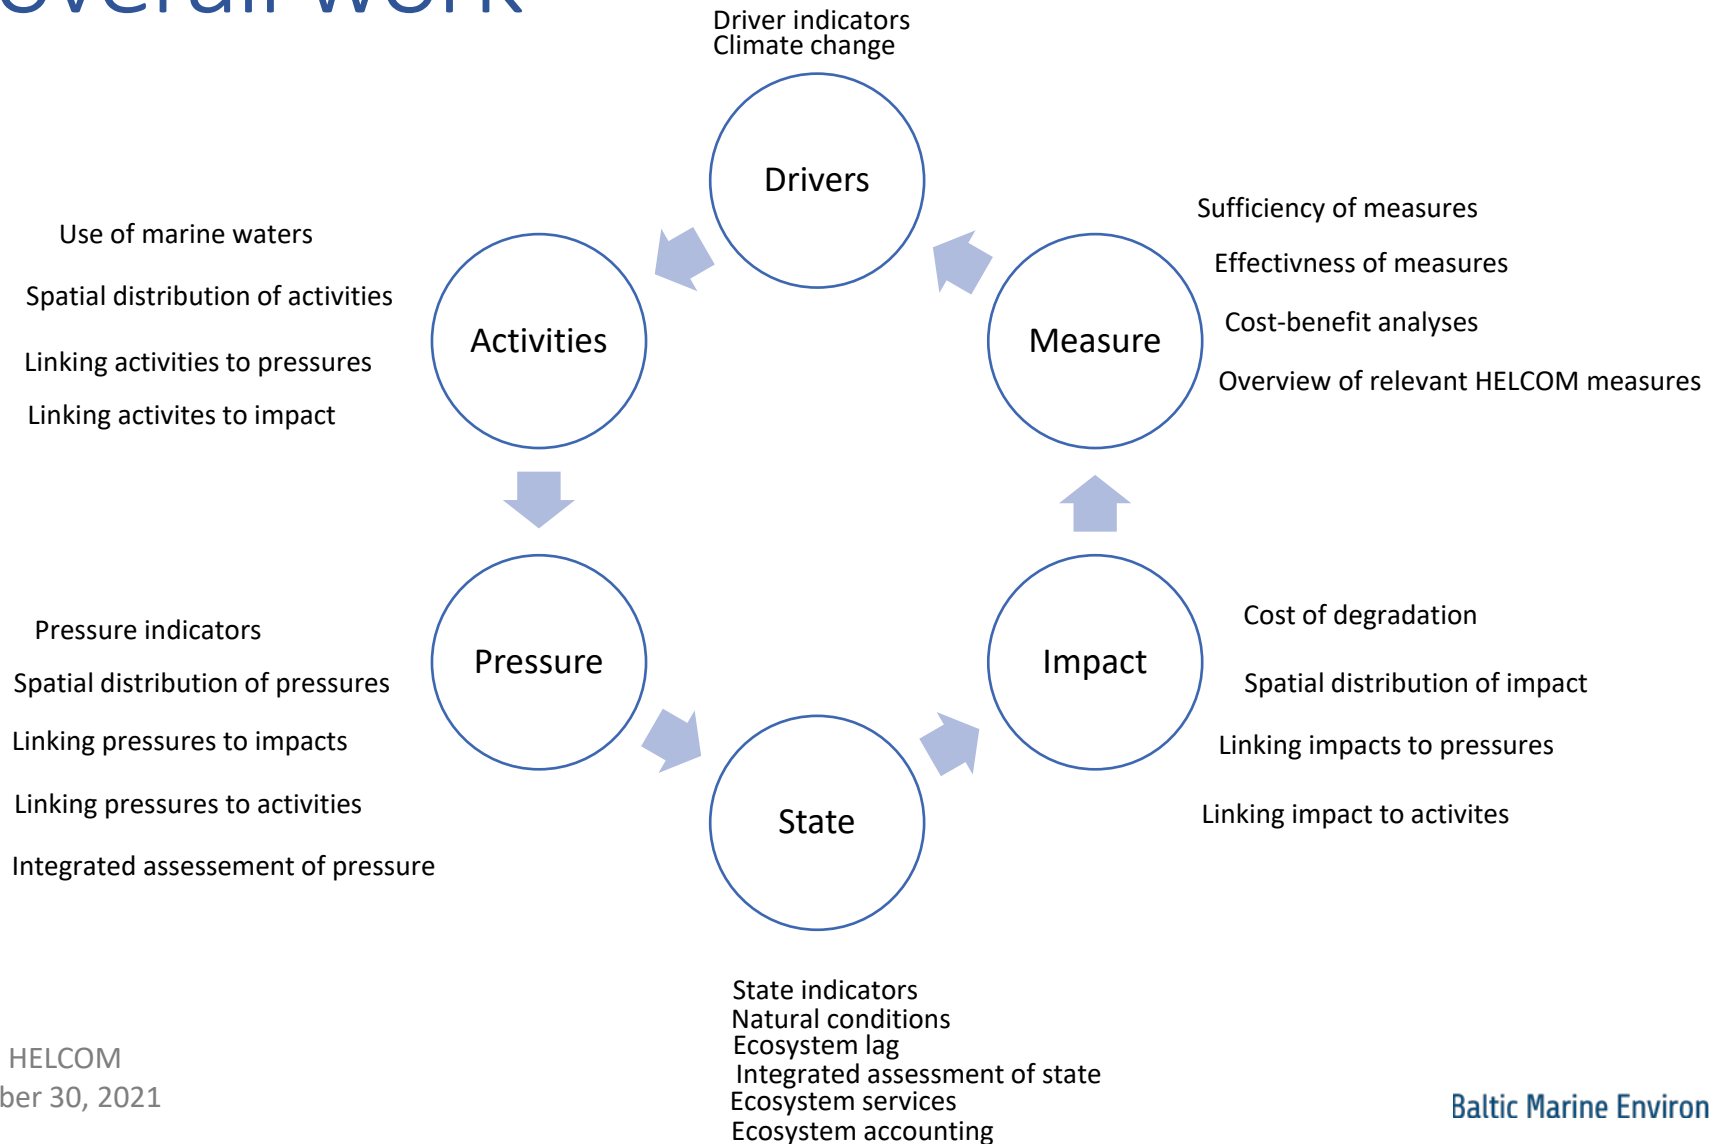 overall work
Driver indicators
Climate change
Drivers
Use of marine waters
Spatial distribution of activities
Linking activities to pressures
Linking activites to impact
Activities
Measure
Sufficiency of measures
Effectivness of measures
Cost-benefit analyses
Overview of relevant HELCOM measures
Pressure indicators
Spatial distribution of pressures
Linking pressures to impacts
Linking pressures to activities
Integrated assessement of pressure
Pressure
Impact
Cost of degradation
Spatial distribution of impact
Linking impacts to pressures
Linking impact to activites
State
State indicators
Natural conditions
Ecosystem lag
Integrated assessment of state
Ecosystem services
Ecosystem accounting
HELCOM
ber 30, 2021
Baltic Marine Environ